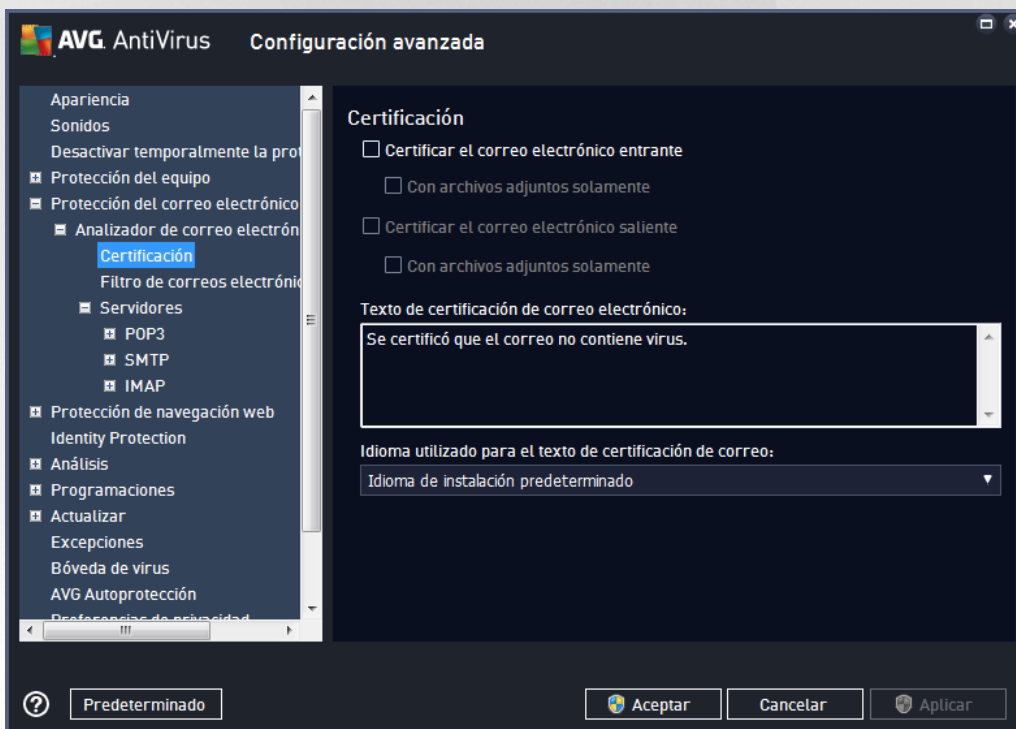 AVG AntiVirus Configuración avanzada
Apariencia
Sonidos
Desactivar temporalmente la prot
Protección del equipo
Protección del correo electrónico
Analizador de correo electrón
Certificación
Filtro de correos electrónic
Servidores
POP3
SMTP
IMAP
Protección de navegación web
Identity Protection
Análisis
Programaciones
Actualizar
Excepciones
Bóveda de virus
AVG Autoprotección
Preferencias de privacidad
Certificación
Certificar el correo electrónico entrante
Con archivos adjuntos solamente
Certificar el correo electrónico saliente
Con archivos adjuntos solamente
Texto de certificación de correo electrónico:
Se certificó que el correo no contiene virus.
Idioma utilizado para el texto de certificación de correo:
Idioma de instalación predeterminado
Predeterminado
Aceptar
Cancelar
Aplicar